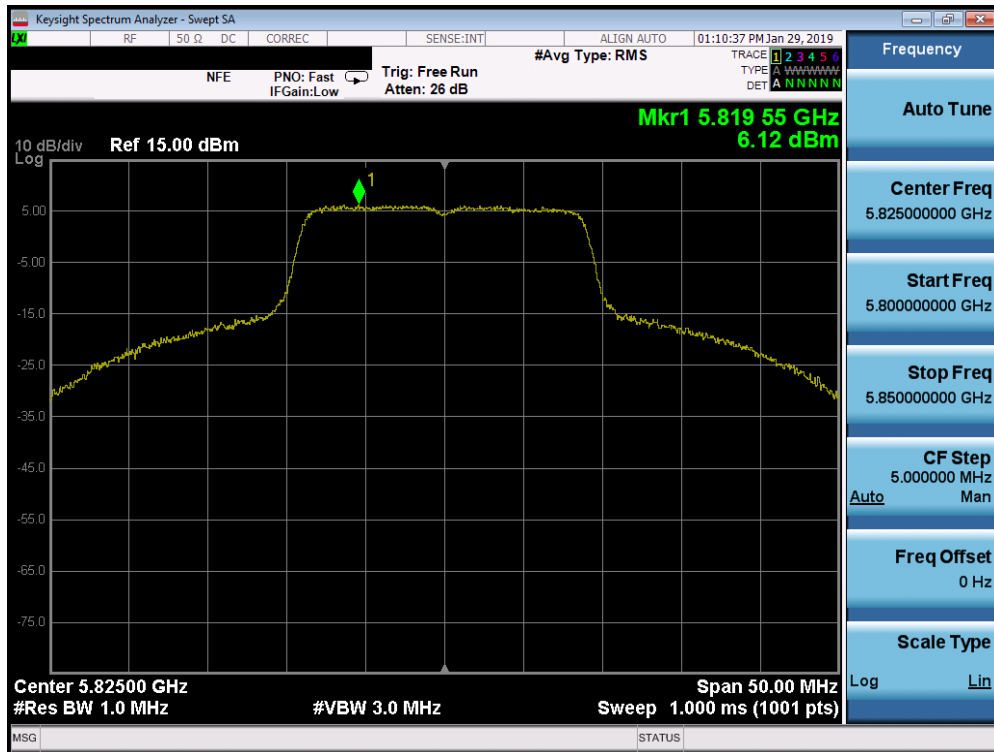 Keysight Spectrum Analyzer - Swept SA
LXI RF 50 Ω DC CORREC SENSE:INT ALIGN AUTO 01:10:37 PM Jan 29, 2019
Frequency
#Avg Type: RMS TRACE 1 2 3 4 5 6
NFE PNO: Fast Trig: Free Run TYPE A WWWWW
IFGain:Low Atten: 26 dB DET A N N N N N
Auto Tune
Mkr1 5.819 55 GHz
6.12 dBm
10 dB/div Ref 15.00 dBm
Log
1
5.00
-5.00
-15.0
-25.0
-35.0
-45.0
-55.0
-65.0
-75.0
Center 5.82500 GHz Span 50.00 MHz
#Res BW 1.0 MHz #VBW 3.0 MHz Sweep 1.000 ms (1001 pts)
Center Freq
5.825000000 GHz
Start Freq
5.800000000 GHz
Stop Freq
5.850000000 GHz
CF Step
5.000000 MHz
Auto Man
Freq Offset
0 Hz
Scale Type
Log Lin
MSG STATUS